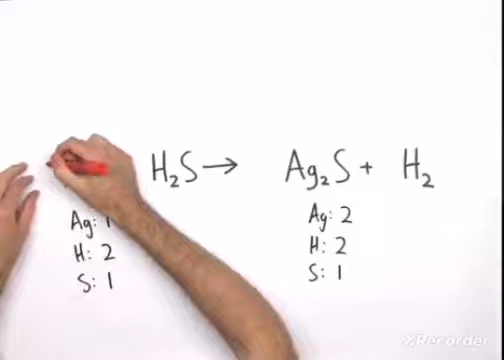 H₂S → Ag₂S + H₂
Ag: 1 Ag: 2
H: 2 H: 2
S: 1 S: 1
Recorder